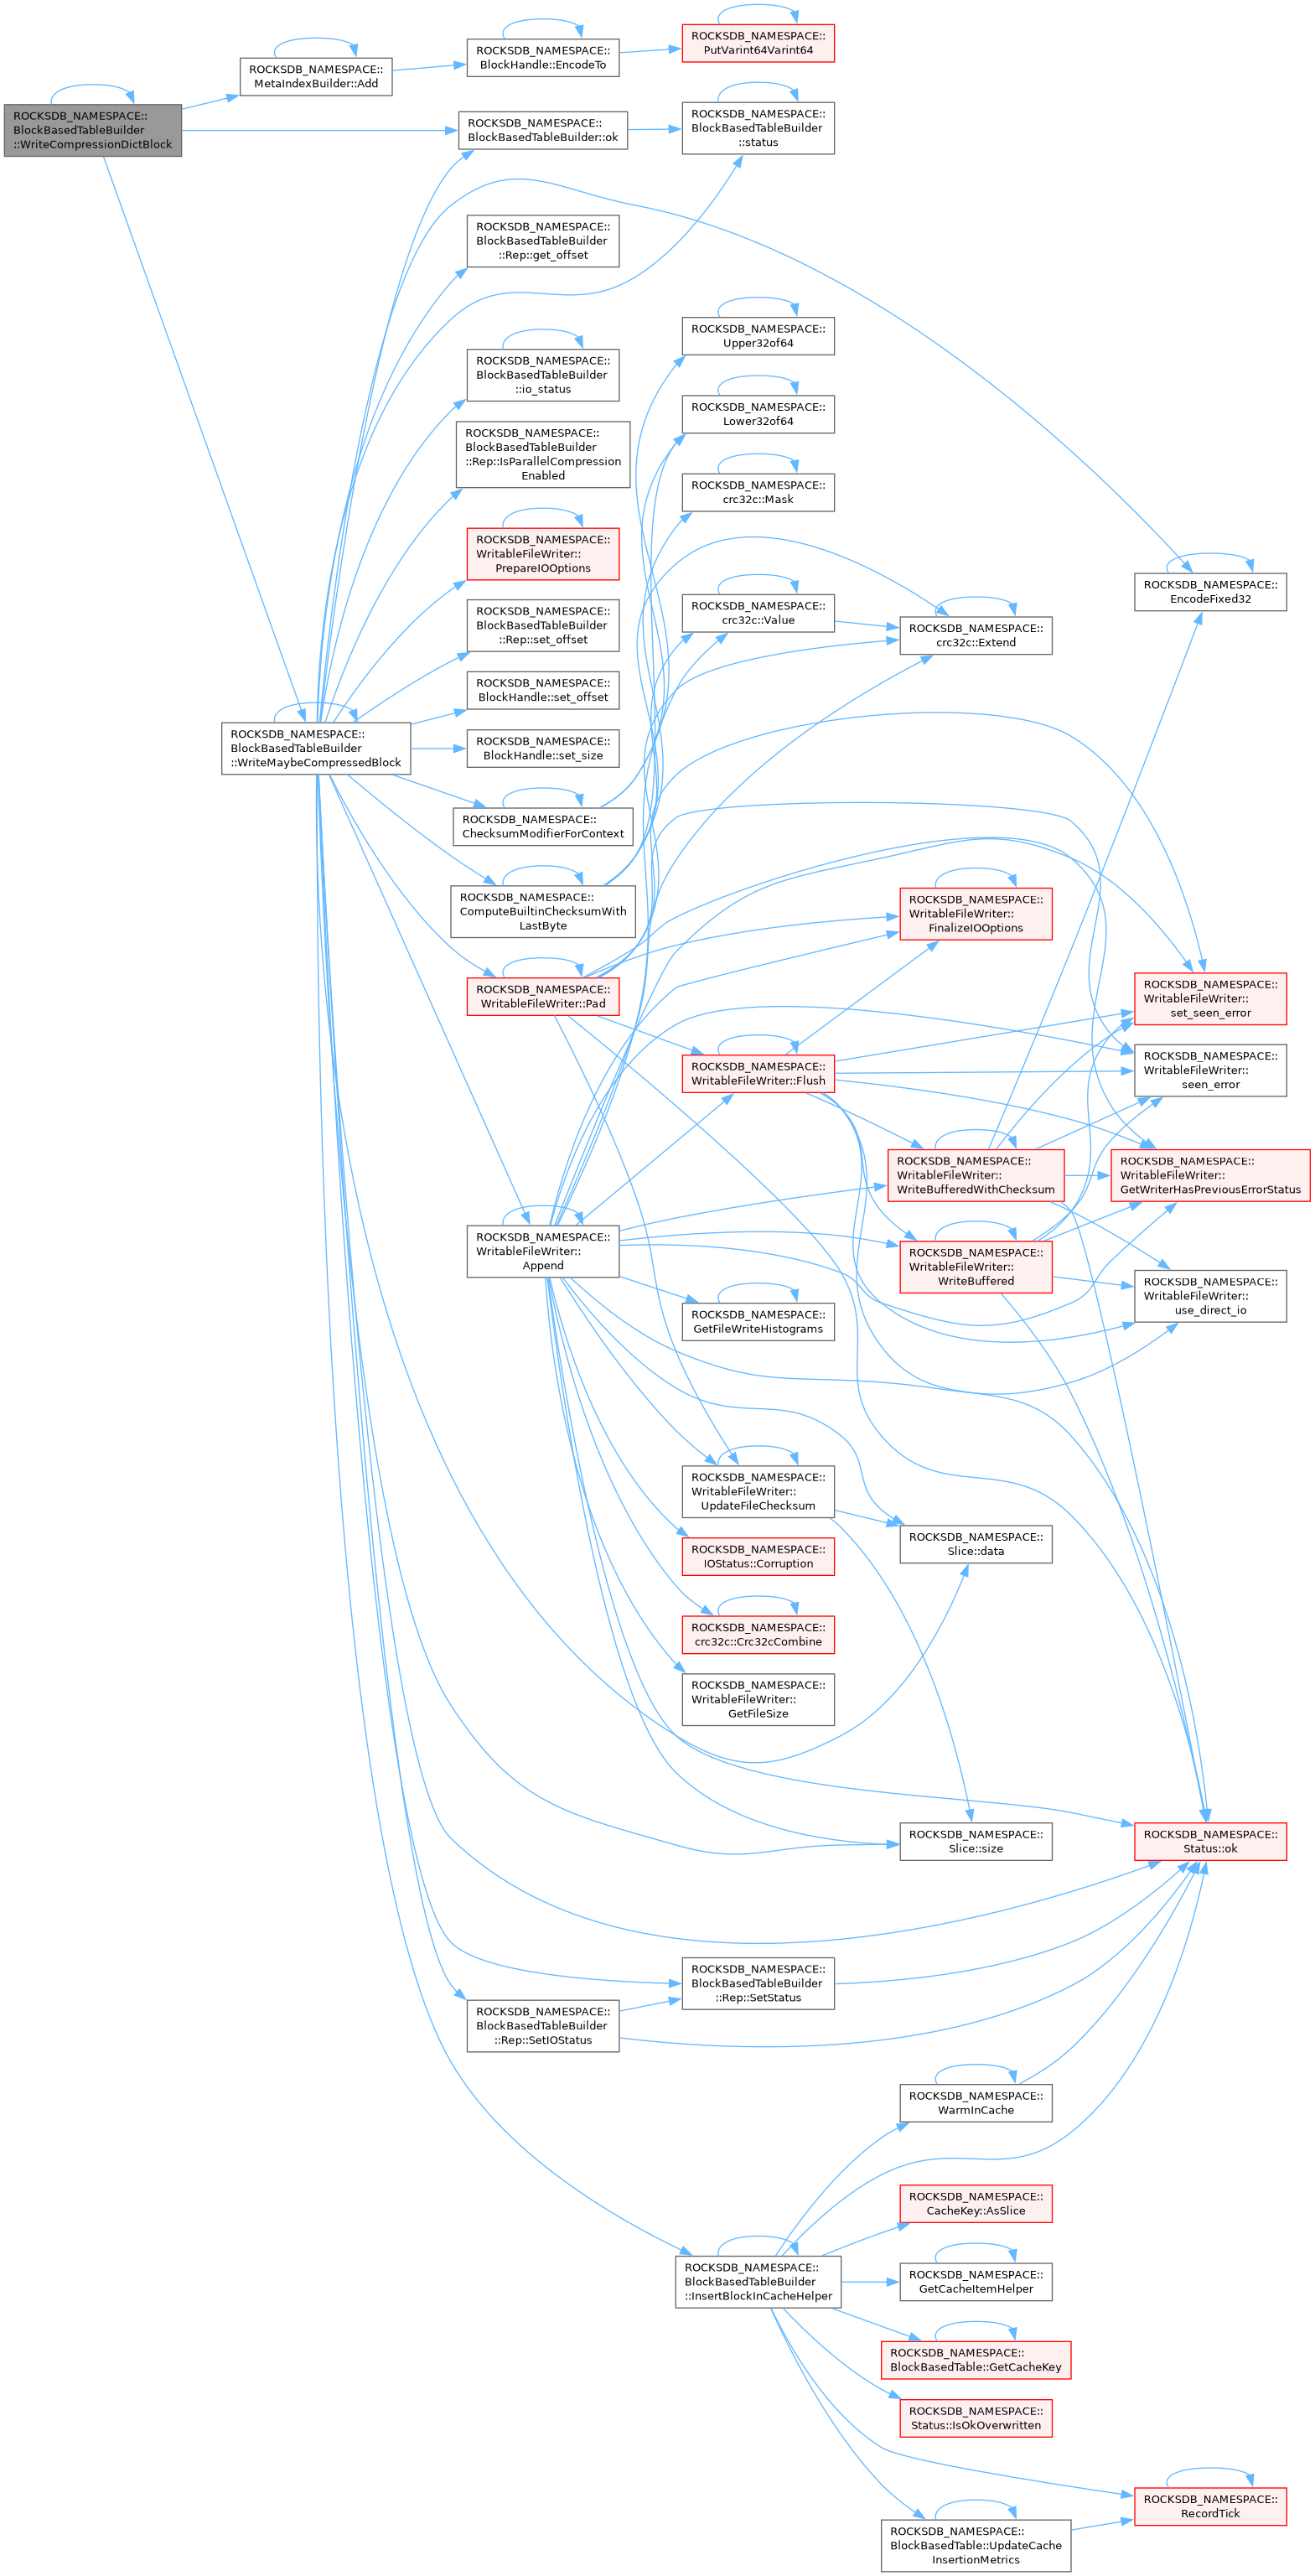 ROCKSDB_NAMESPACE::
BlockBasedTableBuilder
::WriteCompressionDictBlock
ROCKSDB_NAMESPACE::
MetaIndexBuilder::Add
ROCKSDB_NAMESPACE::
BlockHandle::EncodeTo
ROCKSDB_NAMESPACE::
PutVarint64Varint64
ROCKSDB_NAMESPACE::
BlockBasedTableBuilder::ok
ROCKSDB_NAMESPACE::
BlockBasedTableBuilder
::status
ROCKSDB_NAMESPACE::
BlockBasedTableBuilder
::Rep::get_offset
ROCKSDB_NAMESPACE::
BlockBasedTableBuilder
::io_status
ROCKSDB_NAMESPACE::
BlockBasedTableBuilder
::Rep::IsParallelCompression
Enabled
ROCKSDB_NAMESPACE::
WritableFileWriter::
PrepareIOOptions
ROCKSDB_NAMESPACE::
BlockBasedTableBuilder
::Rep::set_offset
ROCKSDB_NAMESPACE::
BlockHandle::set_offset
ROCKSDB_NAMESPACE::
BlockHandle::set_size
ROCKSDB_NAMESPACE::
BlockBasedTableBuilder
::WriteMaybeCompressedBlock
ROCKSDB_NAMESPACE::
ChecksumModifierForContext
ROCKSDB_NAMESPACE::
ComputeBuiltinChecksumWith
LastByte
ROCKSDB_NAMESPACE::
WritableFileWriter::Pad
ROCKSDB_NAMESPACE::
WritableFileWriter::
Append
ROCKSDB_NAMESPACE::
Upper32of64
ROCKSDB_NAMESPACE::
Lower32of64
ROCKSDB_NAMESPACE::
crc32c::Mask
ROCKSDB_NAMESPACE::
crc32c::Value
ROCKSDB_NAMESPACE::
crc32c::Extend
ROCKSDB_NAMESPACE::
EncodeFixed32
ROCKSDB_NAMESPACE::
WritableFileWriter::
FinalizeIOOptions
ROCKSDB_NAMESPACE::
WritableFileWriter::
set_seen_error
ROCKSDB_NAMESPACE::
WritableFileWriter::
seen_error
ROCKSDB_NAMESPACE::
WritableFileWriter::Flush
ROCKSDB_NAMESPACE::
WritableFileWriter::
WriteBufferedWithChecksum
ROCKSDB_NAMESPACE::
WritableFileWriter::
GetWriterHasPreviousErrorStatus
ROCKSDB_NAMESPACE::
WritableFileWriter::
WriteBuffered
ROCKSDB_NAMESPACE::
WritableFileWriter::
use_direct_io
ROCKSDB_NAMESPACE::
GetFileWriteHistograms
ROCKSDB_NAMESPACE::
WritableFileWriter::
UpdateFileChecksum
ROCKSDB_NAMESPACE::
Slice::data
ROCKSDB_NAMESPACE::
IOStatus::Corruption
ROCKSDB_NAMESPACE::
crc32c::Crc32cCombine
ROCKSDB_NAMESPACE::
WritableFileWriter::
GetFileSize
ROCKSDB_NAMESPACE::
Slice::size
ROCKSDB_NAMESPACE::
Status::ok
ROCKSDB_NAMESPACE::
BlockBasedTableBuilder
::Rep::SetStatus
ROCKSDB_NAMESPACE::
BlockBasedTableBuilder
::Rep::SetIOStatus
ROCKSDB_NAMESPACE::
WarmInCache
ROCKSDB_NAMESPACE::
CacheKey::AsSlice
ROCKSDB_NAMESPACE::
BlockBasedTableBuilder
::InsertBlockInCacheHelper
ROCKSDB_NAMESPACE::
GetCacheItemHelper
ROCKSDB_NAMESPACE::
BlockBasedTable::GetCacheKey
ROCKSDB_NAMESPACE::
Status::IsOkOverwritten
ROCKSDB_NAMESPACE::
RecordTick
ROCKSDB_NAMESPACE::
BlockBasedTable::UpdateCache
InsertionMetrics